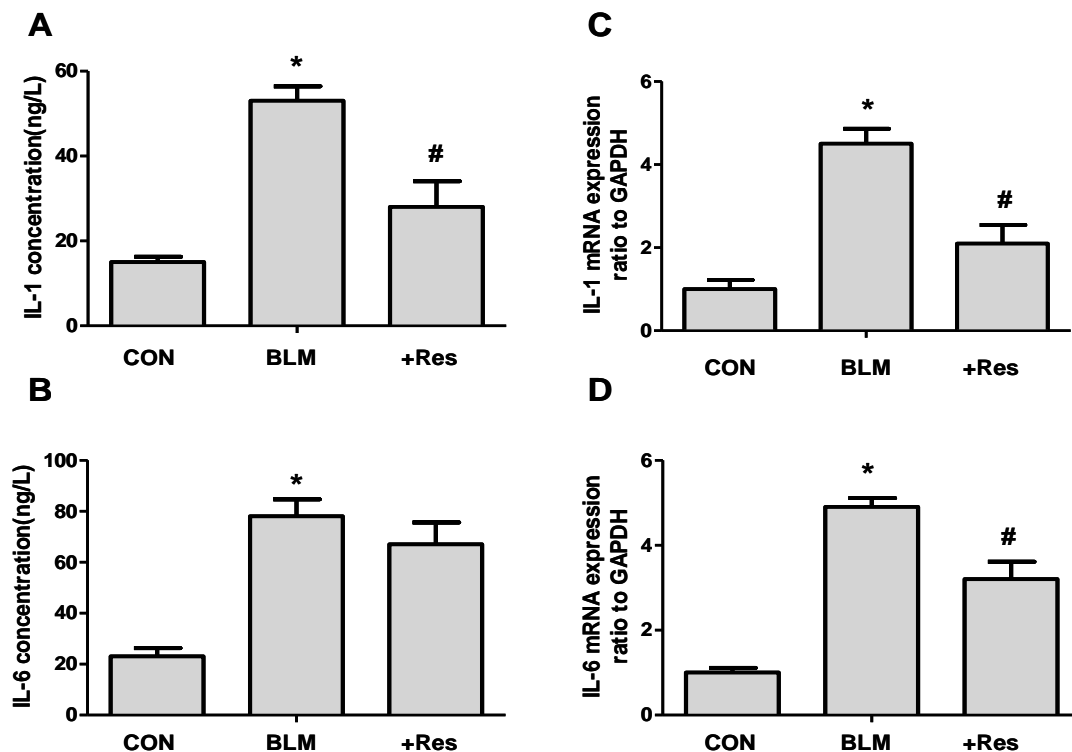 A
IL-1 concentration(ng/L)
60
40
20
0
*
#
CON BLM +Res
C
IL-1 mRNA expression
ratio to GAPDH
6
4
2
0
*
#
CON BLM +Res
B
IL-6 concentration(ng/L)
100
80
60
40
20
0
*
CON BLM +Res
D
IL-6 mRNA expression
ratio to GAPDH
6
4
2
0
*
#
CON BLM +Res